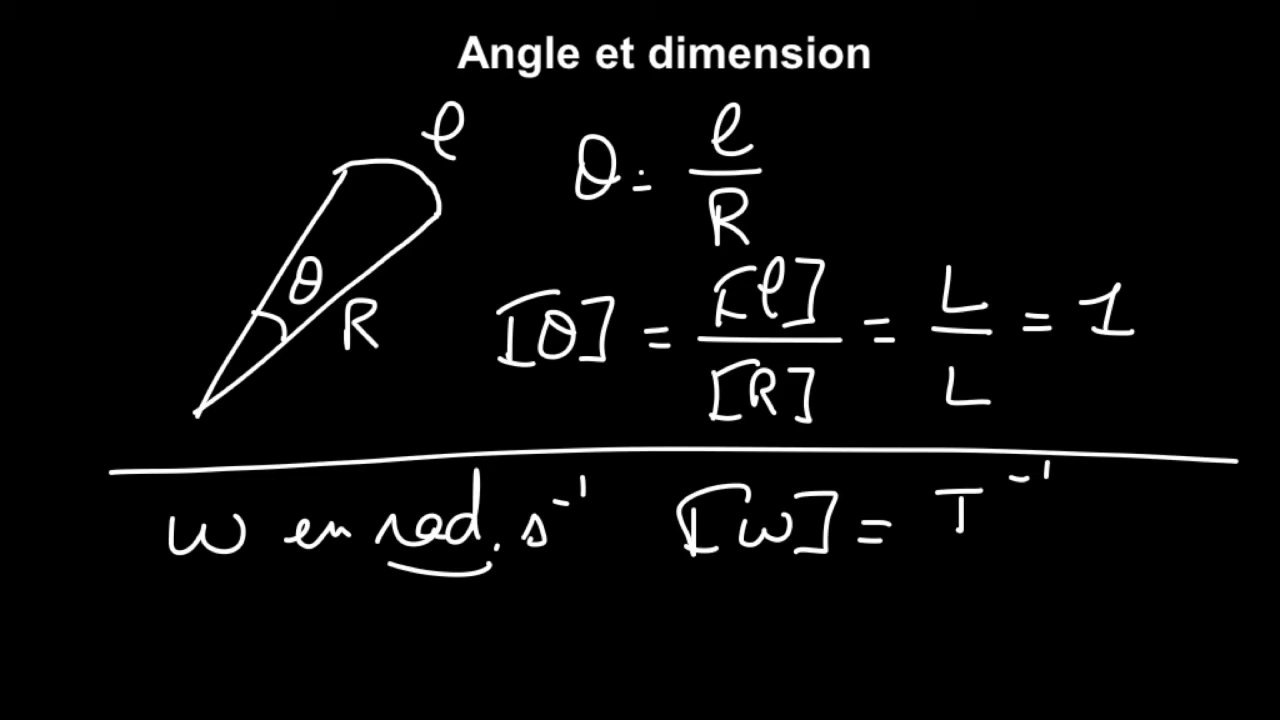 Angle et dimension
ℓ
θ = ℓ / R
θ
R
[θ] = [ℓ] / [R] = L / L = 1
ω en rad.s⁻¹ [ω] = T⁻¹